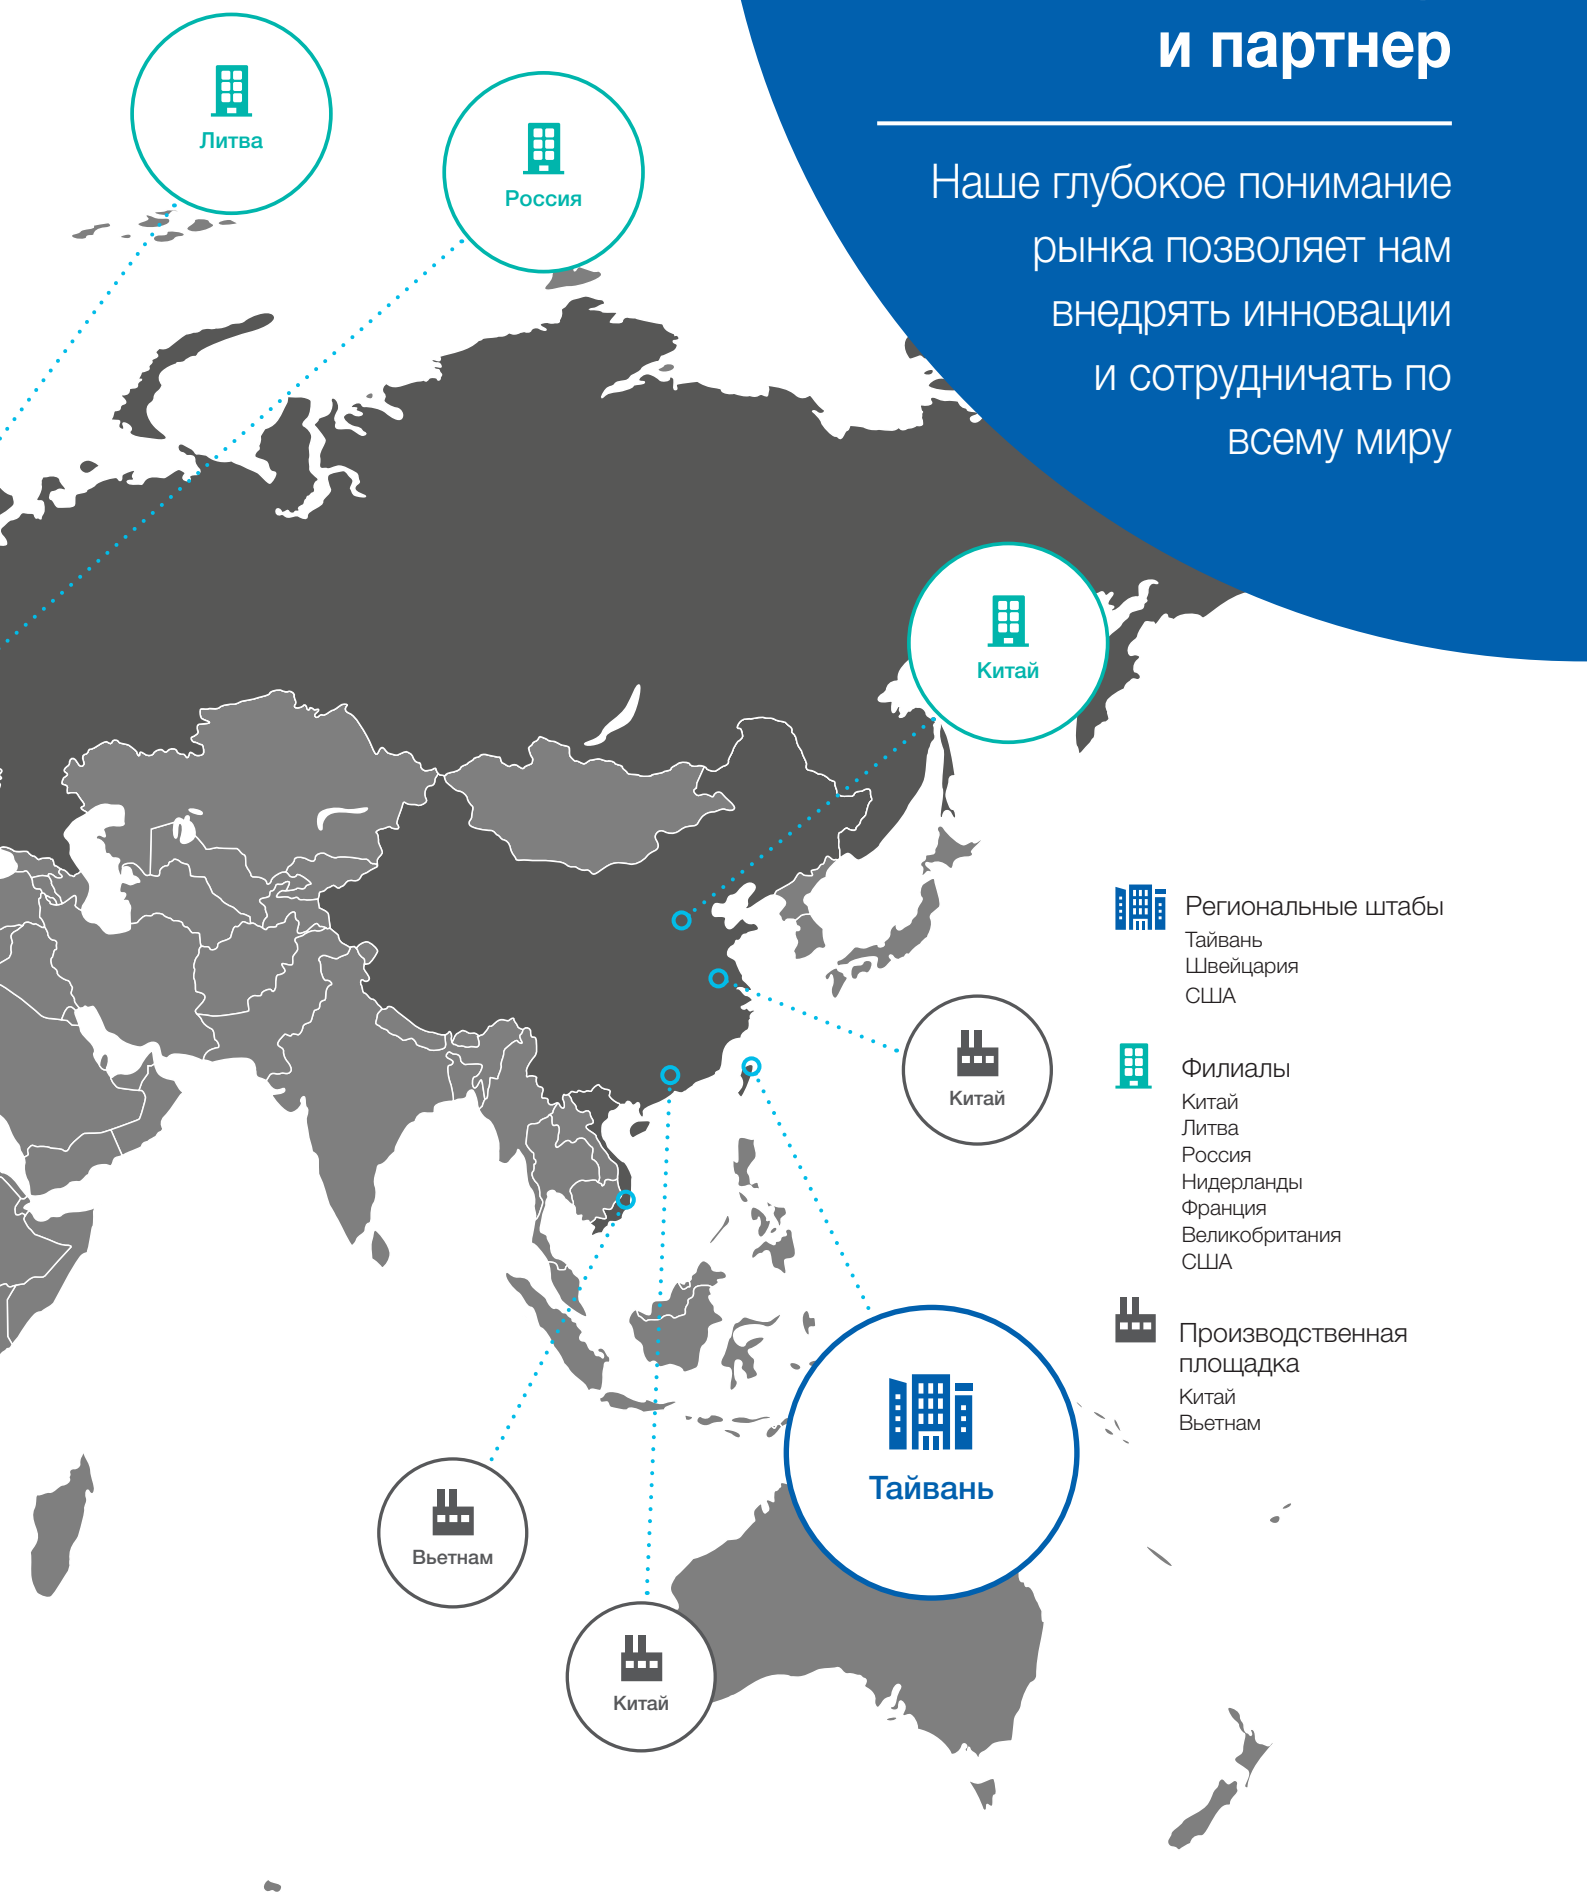 и партнер
Наше глубокое понимание
рынка позволяет нам
внедрять инновации
и сотрудничать по
всему миру
Литва
Россия
Китай
Региональные штабы
Тайвань
Швейцария
США
Филиалы
Китай
Литва
Россия
Нидерланды
Франция
Великобритания
США
Производственная
площадка
Китай
Вьетнам
Китай
Тайвань
Вьетнам
Китай